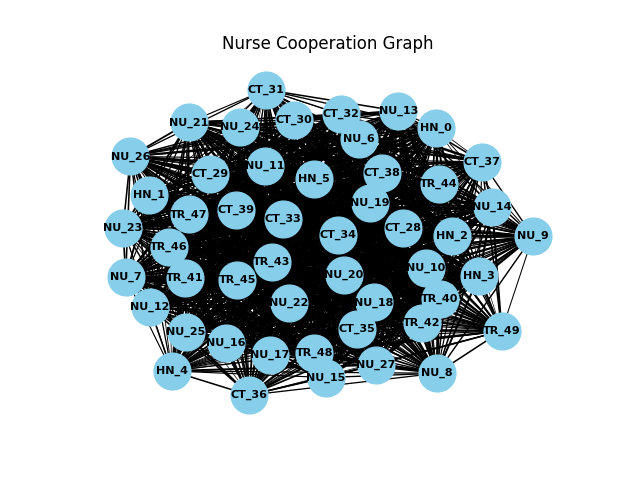 Nurse Cooperation Graph
CT_31
NU_13
CT_32
CT_30
NU_21
NU_24
HN_0
NU_6
NU_26
CT_37
NU_11
CT_29
CT_38
HN_5
TR_44
HN_1
NU_19
NU_14
CT_39
TR_47
CT_33
NU_23
CT_28
CT_34
HN_2
NU_9
TR_46
TR_43
NU_10
NU_7
TR_41
TR_45
NU_20
HN_3
TR_40
NU_12
NU_22
NU_18
TR_42
CT_35
TR_49
NU_25
NU_16
NU_17
TR_48
NU_27
HN_4
NU_8
NU_15
CT_36